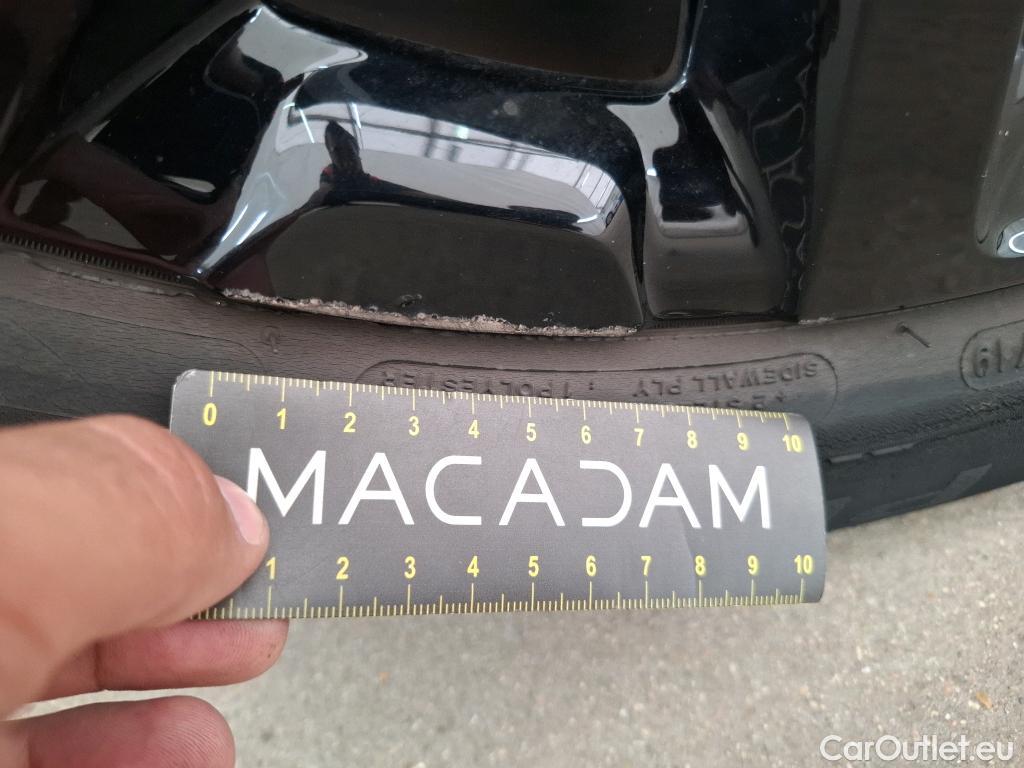 SIDEWALL PLY : 1POLYESTER
0 1 2 3 4 5 6 7 8 9 10
MACADAM
1 2 3 4 5 6 7 8 9 10
CarOutlet.eu